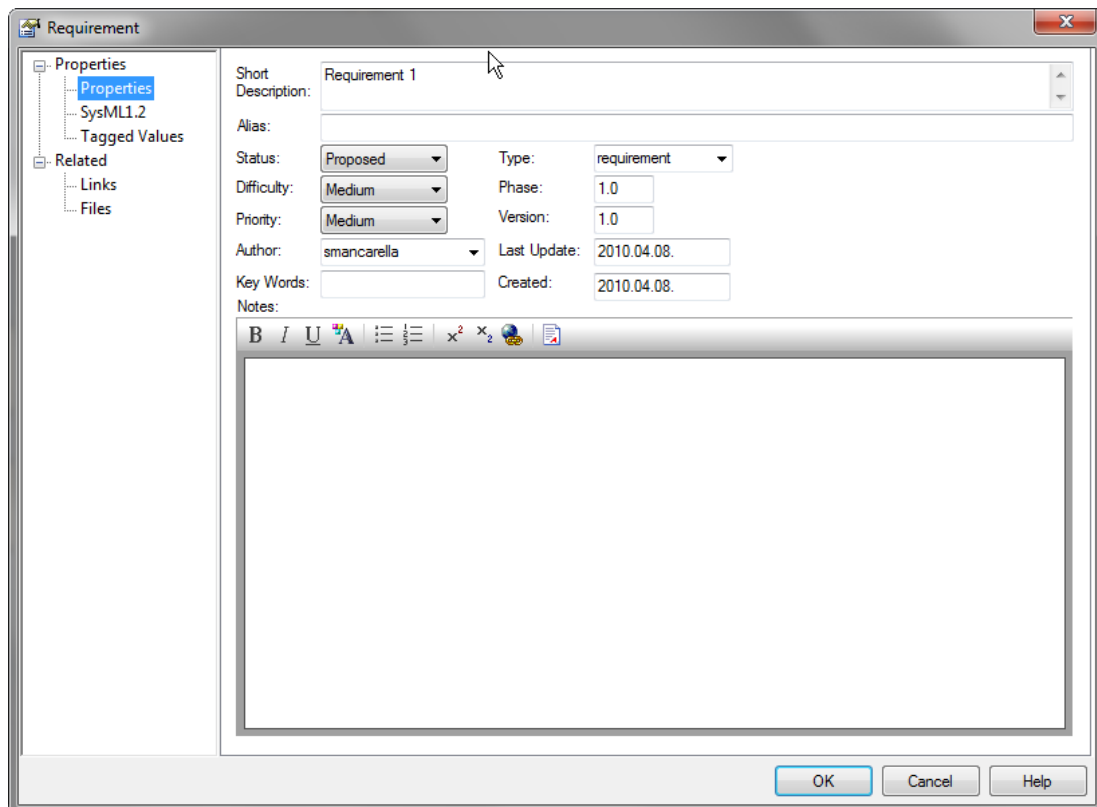 Requirement
Properties
Properties
SysML1.2
Tagged Values
Related
Links
Files
Short Description: Requirement 1
Alias:
Status: Proposed Type: requirement
Difficulty: Medium Phase: 1.0
Priority: Medium Version: 1.0
Author: smancarella Last Update: 2010.04.08.
Key Words: Created: 2010.04.08.
Notes:
B I U A x² x₂
OK Cancel Help